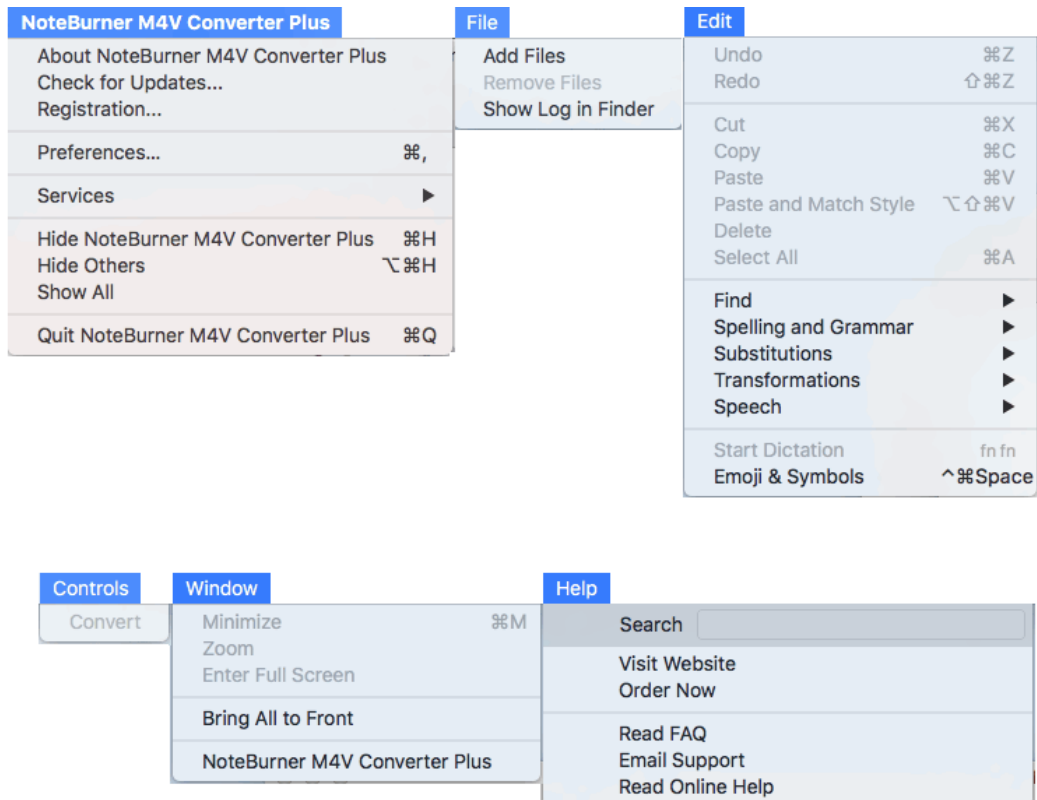 NoteBurner M4V Converter Plus
About NoteBurner M4V Converter Plus
Check for Updates...
Registration...
Preferences... ⌘,
Services ▶
Hide NoteBurner M4V Converter Plus ⌘H
Hide Others ⌥⌘H
Show All
Quit NoteBurner M4V Converter Plus ⌘Q
File
Add Files
Remove Files
Show Log in Finder
Edit
Undo ⌘Z
Redo ⇧⌘Z
Cut ⌘X
Copy ⌘C
Paste ⌘V
Paste and Match Style ⌥⇧⌘V
Delete
Select All ⌘A
Find ▶
Spelling and Grammar ▶
Substitutions ▶
Transformations ▶
Speech ▶
Start Dictation fn fn
Emoji & Symbols ^⌘Space
Controls
Convert
Window
Minimize ⌘M
Zoom
Enter Full Screen
Bring All to Front
NoteBurner M4V Converter Plus
Help
Search
Visit Website
Order Now
Read FAQ
Email Support
Read Online Help